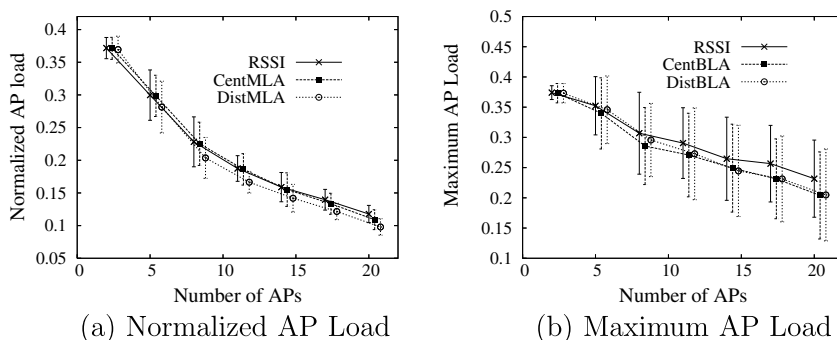 Normalized AP load
0.4
0.35
0.3
0.25
0.2
0.15
0.1
0.05
RSSI
CentMLA
DistMLA
0 5 10 15 20
Number of APs
(a) Normalized AP Load
Maximum AP Load
0.5
0.45
0.4
0.35
0.3
0.25
0.2
0.15
0.1
RSSI
CentBLA
DistBLA
0 5 10 15 20
Number of APs
(b) Maximum AP Load